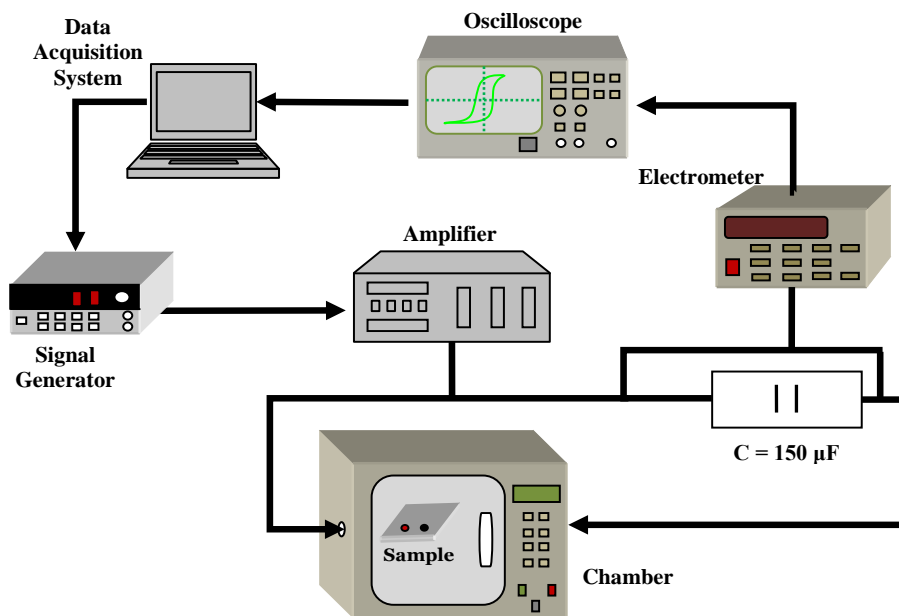 Data
Acquisition
System
Oscilloscope
Electrometer
Amplifier
Signal
Generator
C = 150 µF
Sample
Chamber